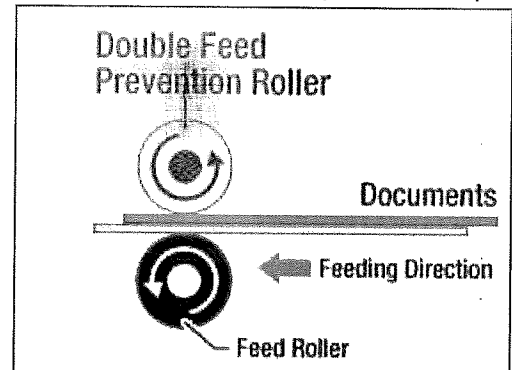 Double Feed
Prevention Roller
Documents
Feeding Direction
Feed Roller